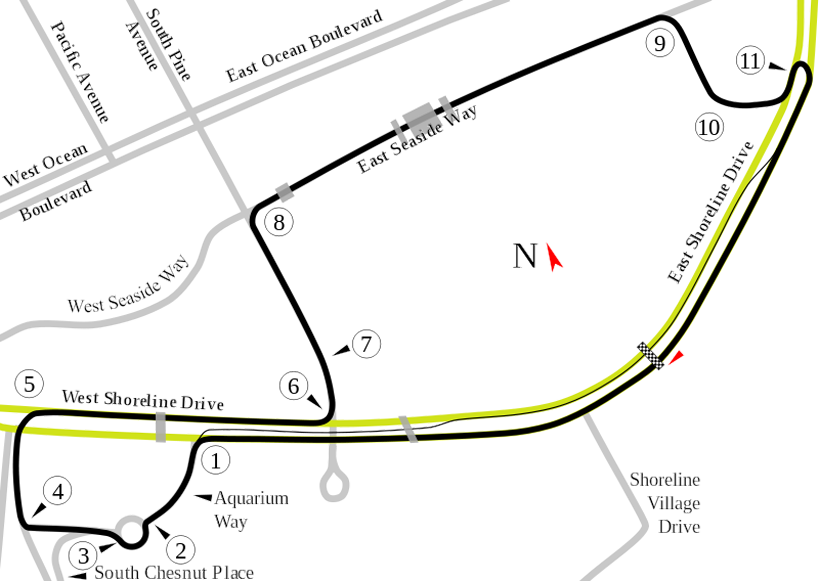 Pacific Avenue
South Pine
Avenue
East Ocean Boulevard
9
11
West Ocean
Boulevard
East Seaside Way
10
8
N
East Shoreline Drive
West Seaside Way
7
6
5
West Shoreline Drive
1
4
Aquarium
Way
Shoreline
Village
Drive
2
3
South Chesnut Place